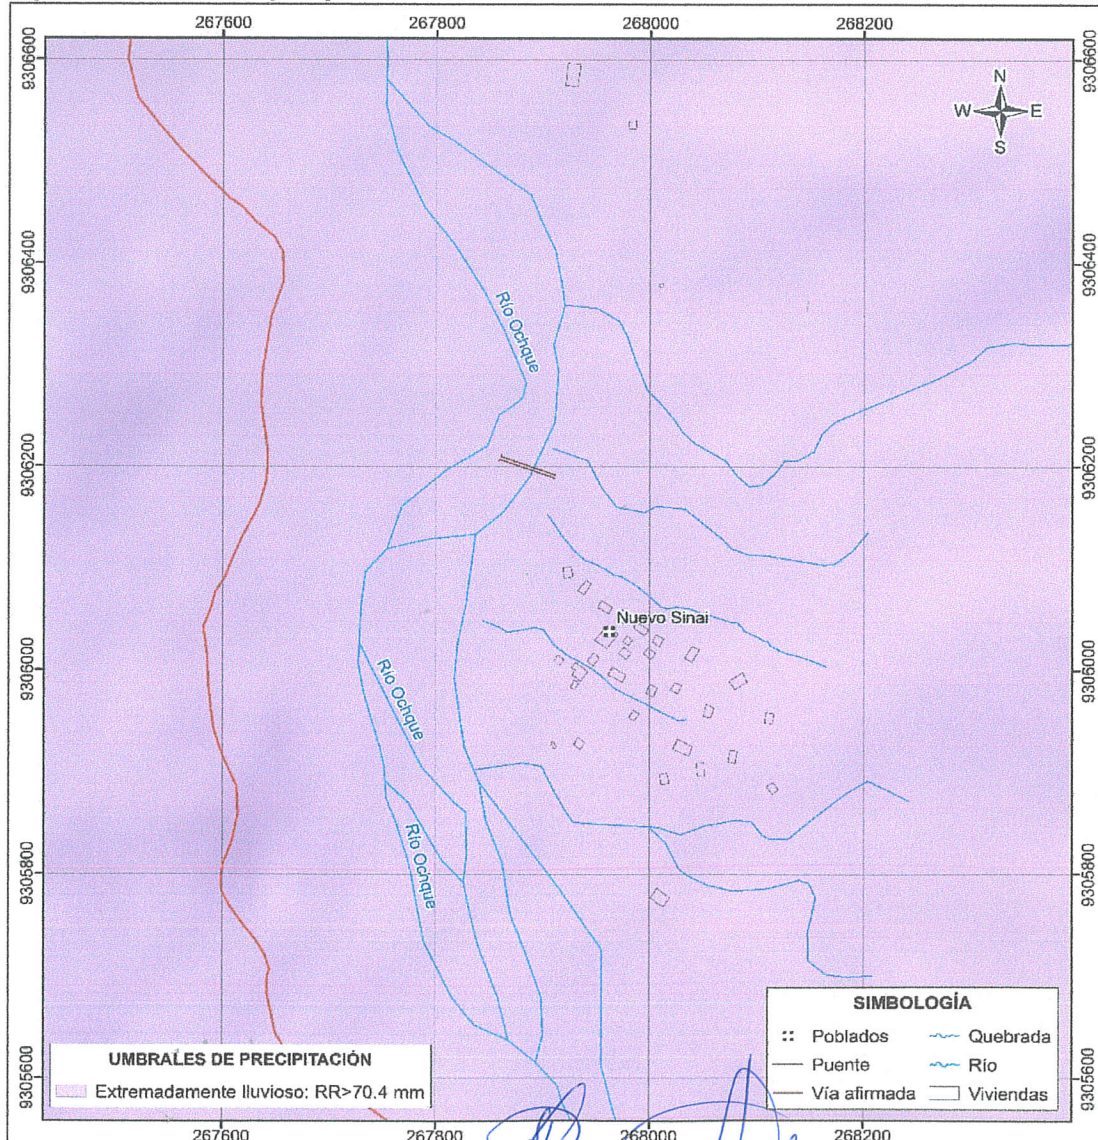 267600 267800 268000 268200
9306600 9306600
N
W E
S
9306400 9306400
Río Ochque
9306200 9306200
Nuevo Sinai
9306000 9306000
Río Ochque
Río Ochque
9305800 9305800
SIMBOLOGÍA
Poblados Quebrada
Puente Río
Vía afirmada Viviendas
UMBRALES DE PRECIPITACIÓN
Extremadamente lluvioso: RR>70.4 mm
9305600 9305600
267600 267800 268000 268200